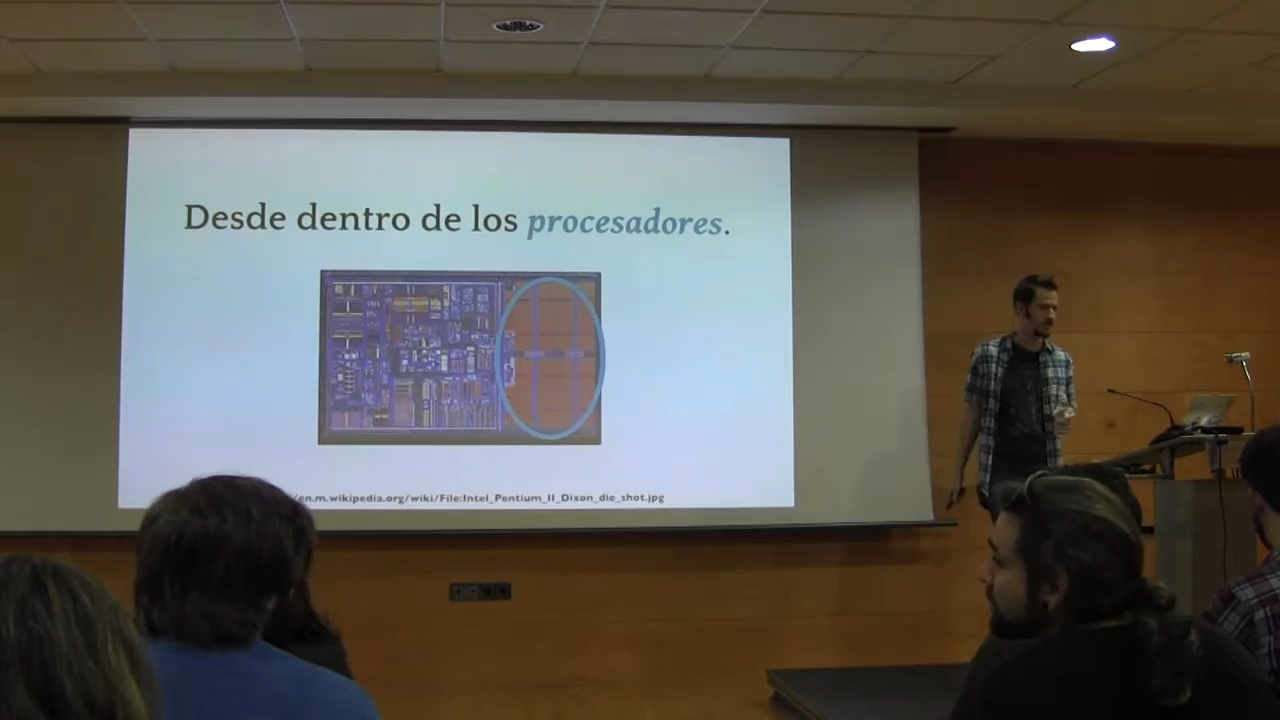 Desde dentro de los procesadores.
/en.m.wikipedia.org/wiki/File:Intel_Pentium_II_Dixon_die_shot.jpg